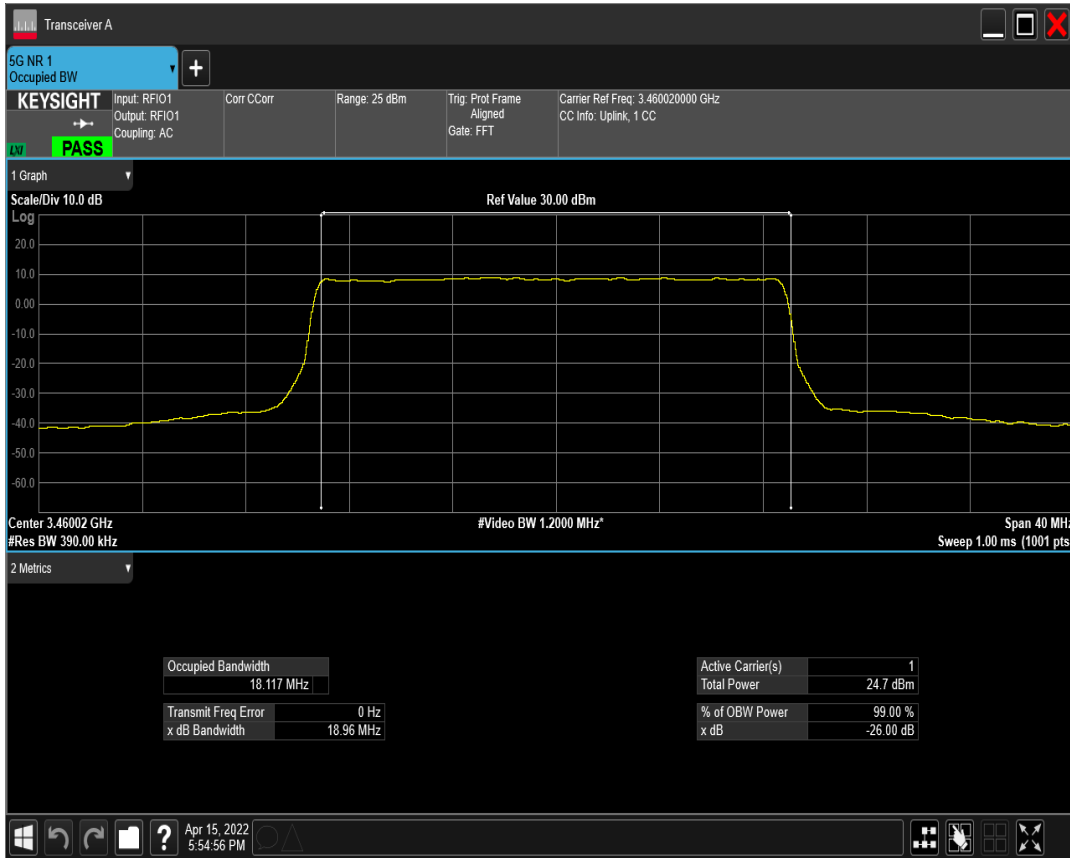 Transceiver A
5G NR 1
Occupied BW
+
KEYSIGHT
Input: RFIO1
Output: RFIO1
Coupling: AC
Corr CCorr
Range: 25 dBm
Trig: Prot Frame
Aligned
Gate: FFT
Carrier Ref Freq: 3.460020000 GHz
CC Info: Uplink, 1 CC
LXI
PASS
1 Graph
Scale/Div 10.0 dB
Ref Value 30.00 dBm
Log
20.0
10.0
0.00
-10.0
-20.0
-30.0
-40.0
-50.0
-60.0
Center 3.46002 GHz
#Video BW 1.2000 MHz*
Span 40 MHz
#Res BW 390.00 kHz
Sweep 1.00 ms (1001 pts
2 Metrics
Occupied Bandwidth
18.117 MHz
Transmit Freq Error 0 Hz
x dB Bandwidth 18.96 MHz
Active Carrier(s) 1
Total Power 24.7 dBm
% of OBW Power 99.00 %
x dB -26.00 dB
?
Apr 15, 2022
5:54:56 PM